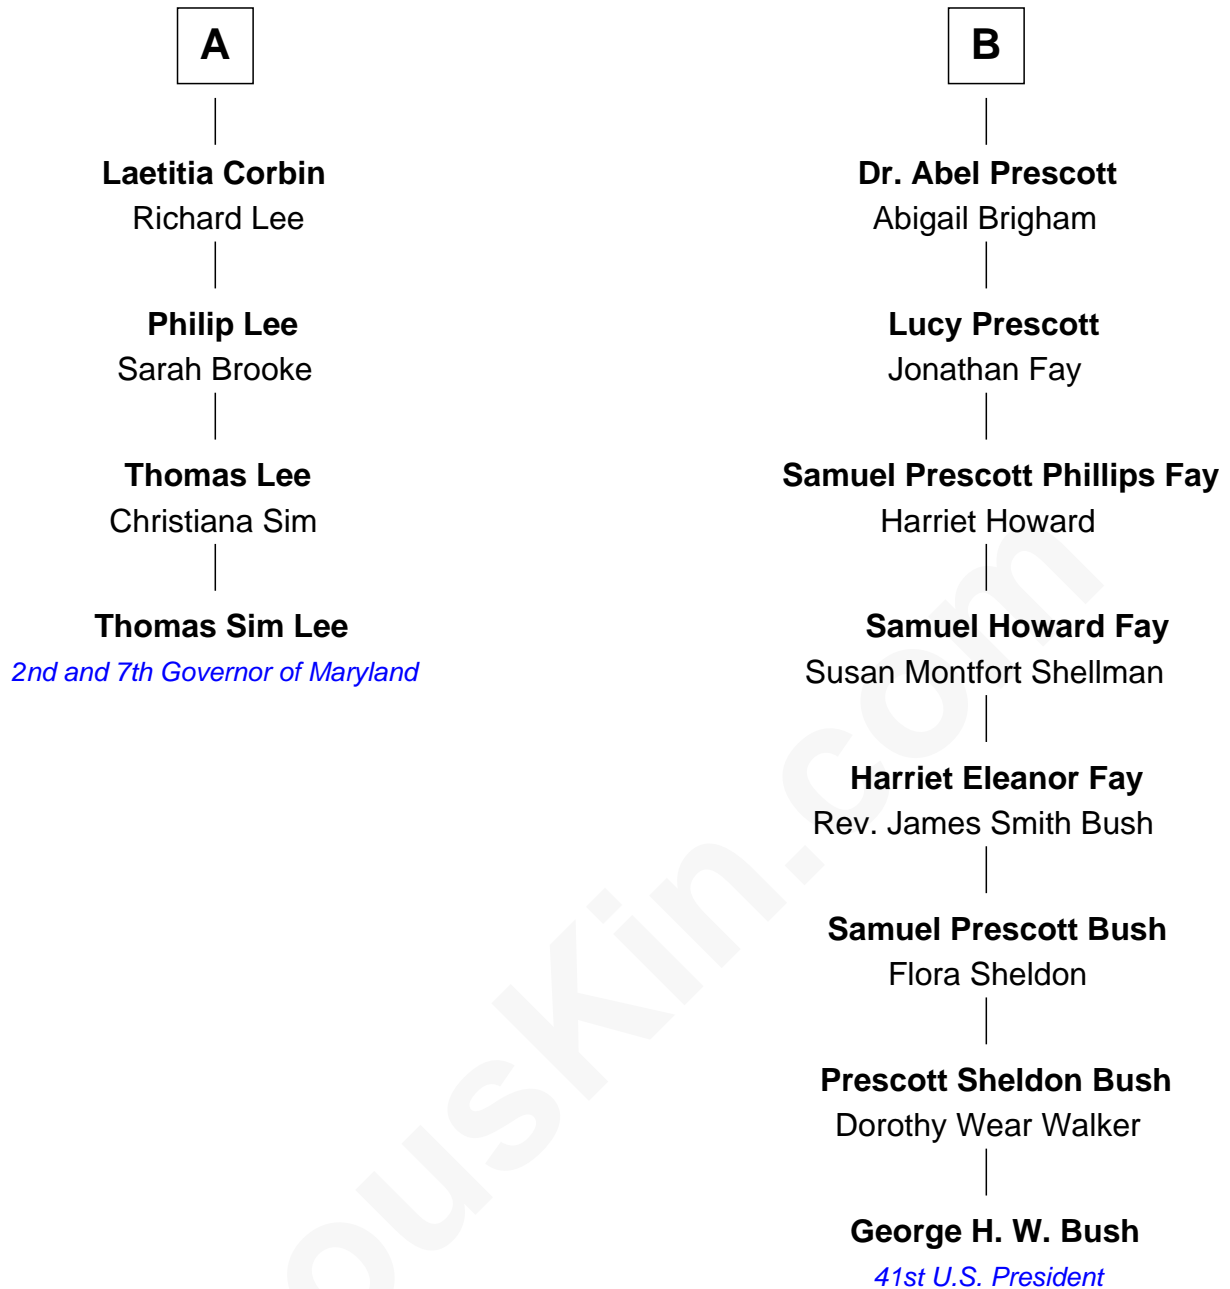 A
Laetitia Corbin
Richard Lee
Philip Lee
Sarah Brooke
Thomas Lee
Christiana Sim
Thomas Sim Lee
2nd and 7th Governor of Maryland
B
Dr. Abel Prescott
Abigail Brigham
Lucy Prescott
Jonathan Fay
Samuel Prescott Phillips Fay
Harriet Howard
Samuel Howard Fay
Susan Montfort Shellman
Harriet Eleanor Fay
Rev. James Smith Bush
Samuel Prescott Bush
Flora Sheldon
Prescott Sheldon Bush
Dorothy Wear Walker
George H. W. Bush
41st U.S. President
ousKin.com